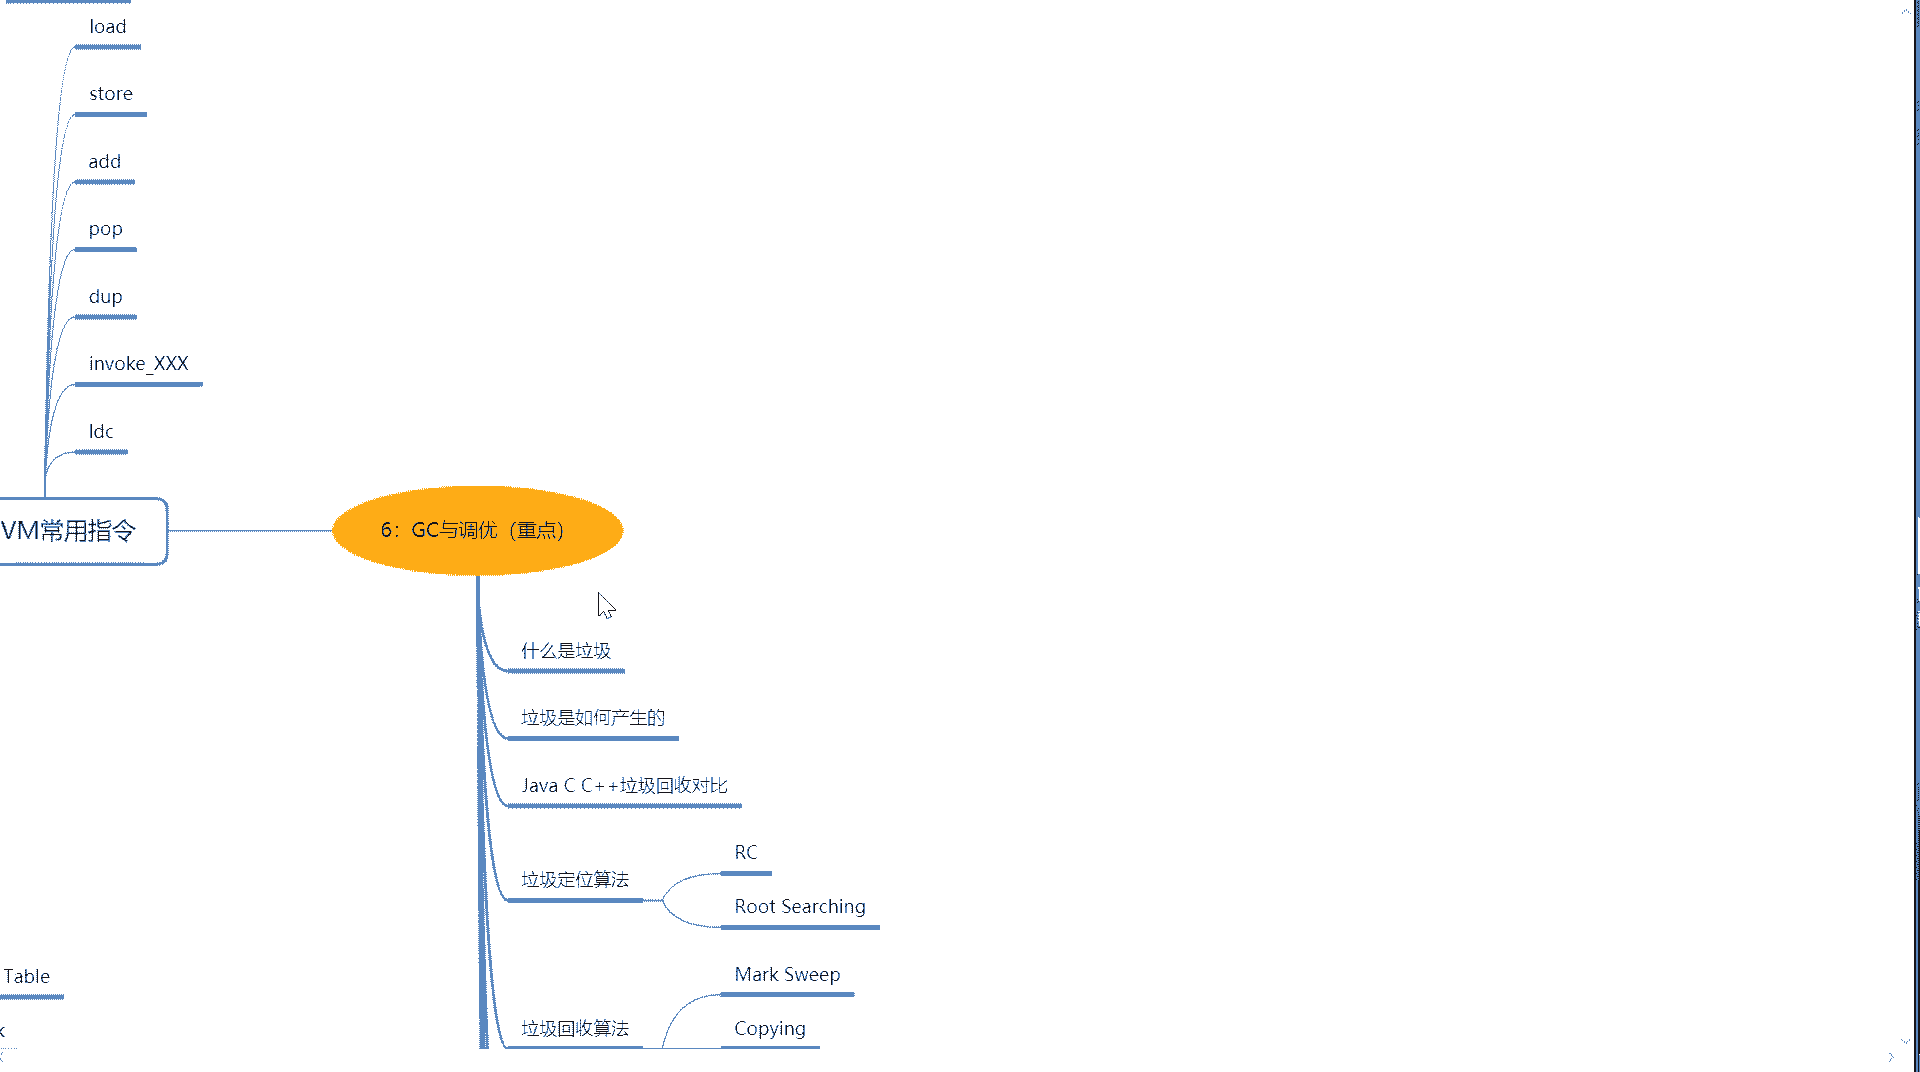 load
store
add
pop
dup
invoke_XXX
ldc
VM常用指令
6：GC与调优（重点）
什么是垃圾
垃圾是如何产生的
Java C C++垃圾回收对比
垃圾定位算法
RC
Root Searching
垃圾回收算法
Mark Sweep
Copying
Table